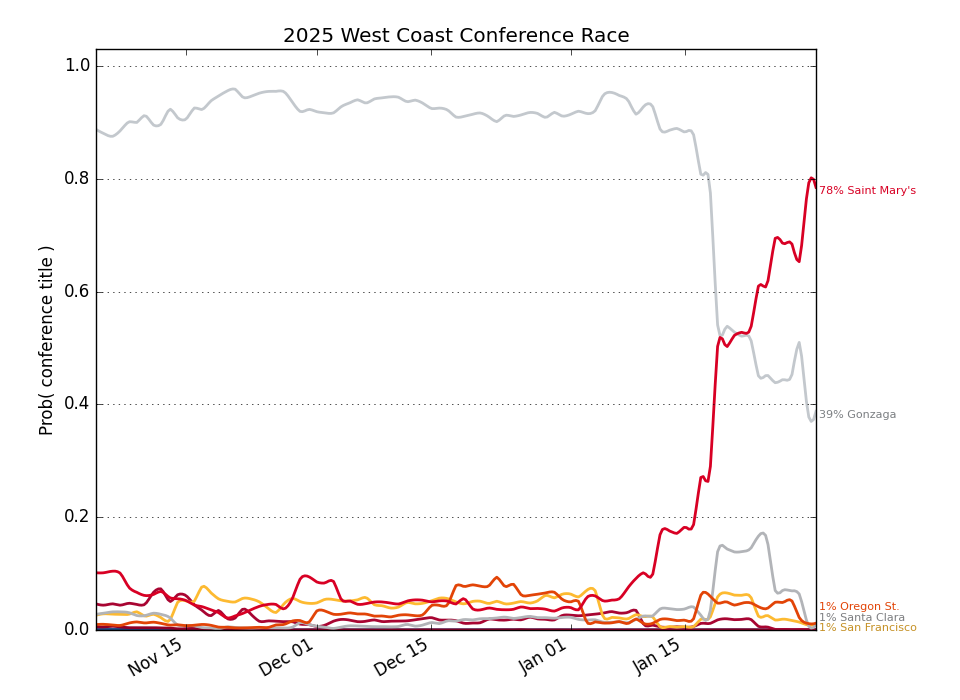 2025 West Coast Conference Race
Prob( conference title )
1.0
0.8
0.6
0.4
0.2
0.0
Nov 15
Dec 01
Dec 15
Jan 01
Jan 15
78% Saint Mary's
39% Gonzaga
1% Oregon St.
1% Santa Clara
1% San Francisco